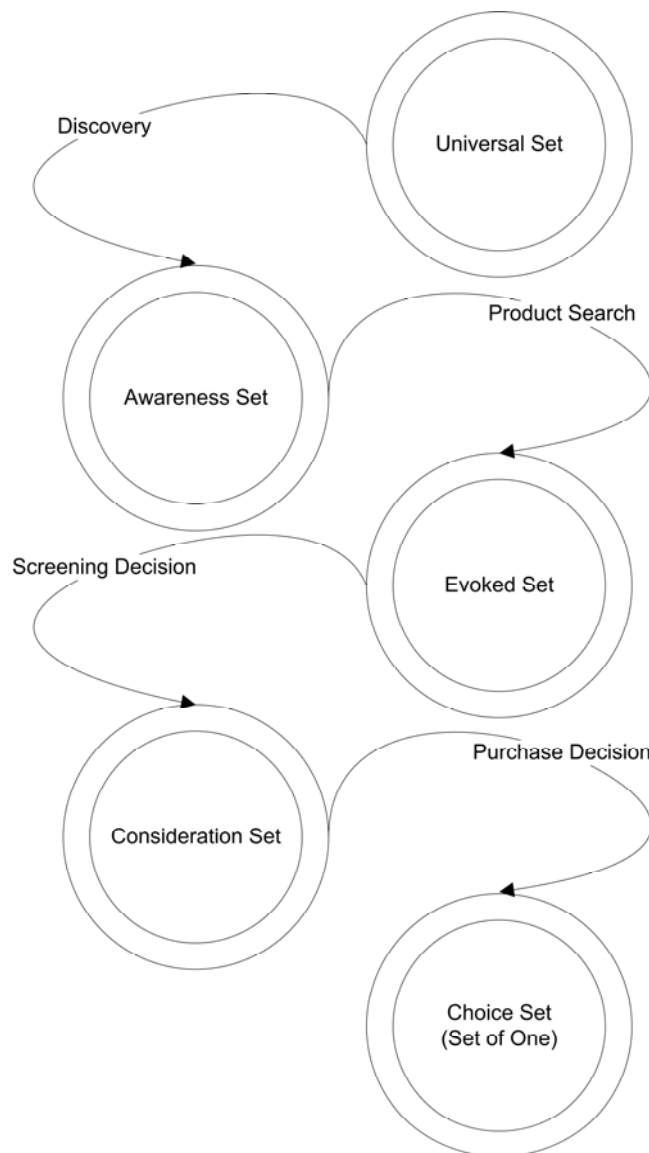 Universal Set
Discovery
Product Search
Awareness Set
Screening Decision
Evoked Set
Purchase Decision
Consideration Set
Choice Set
(Set of One)